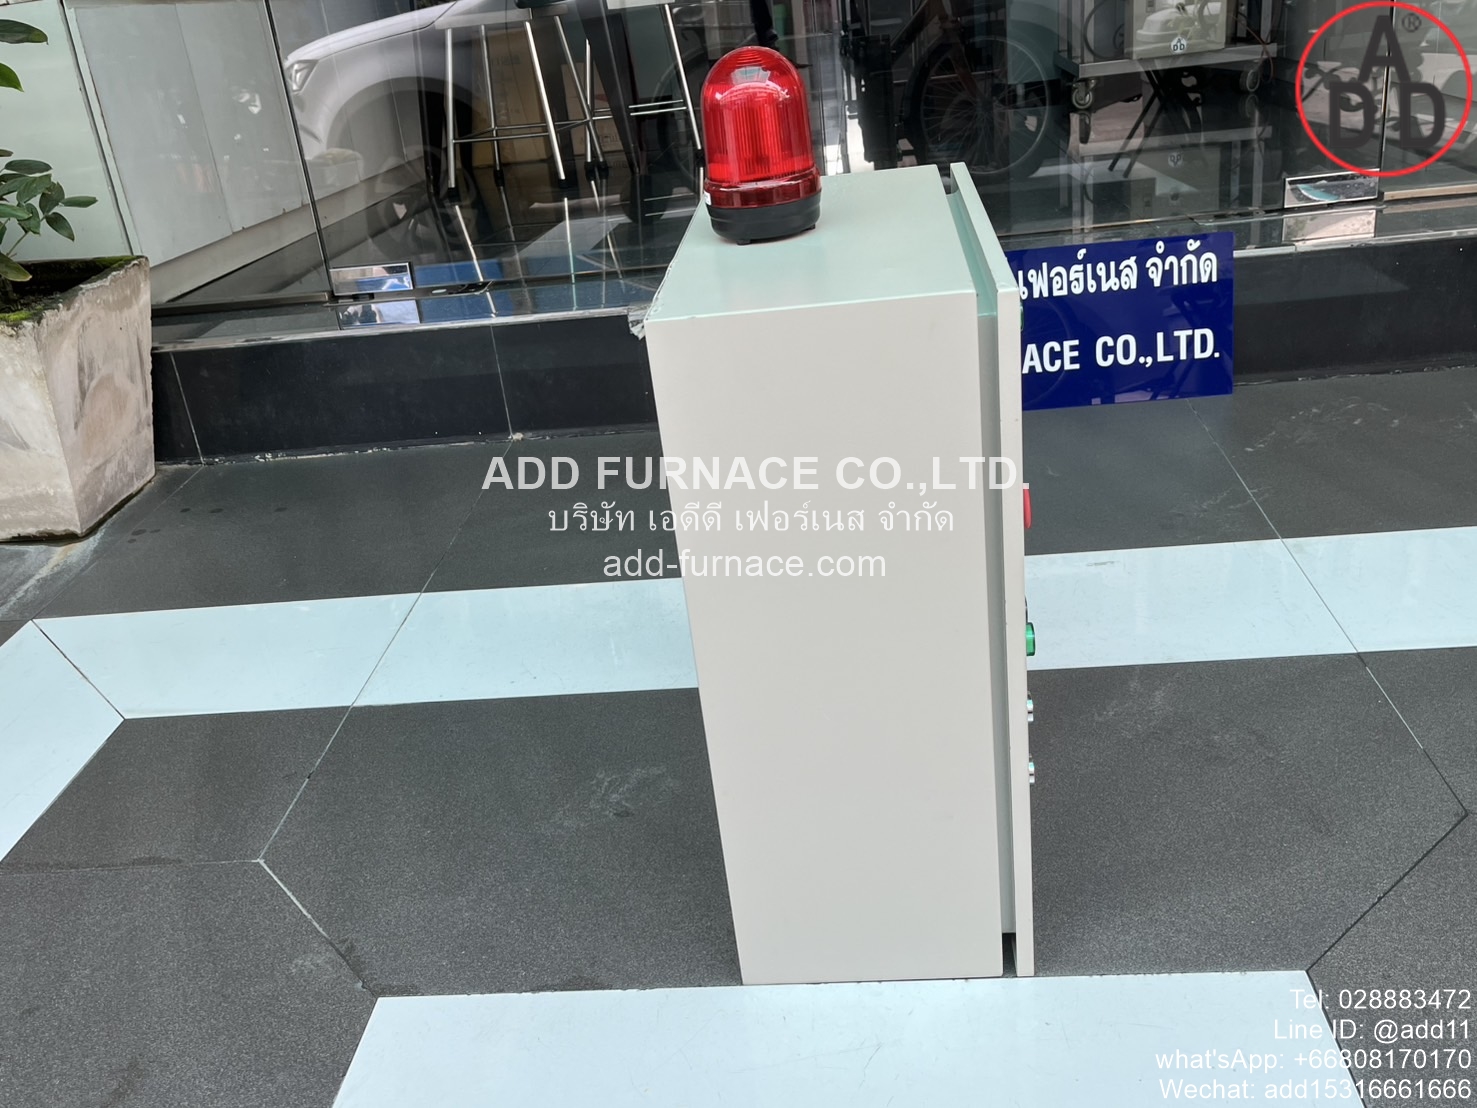 A®
DD
เฟอร์เนส จำกัด
ACE CO.,LTD.
ADD FURNACE CO.,LTD.
บริษัท เอดีดี เฟอร์เนส จำกัด
add-furnace.com
Tel: 028883472
Line ID: @add11
what'sApp: +66808170170
Wechat: add15316661666